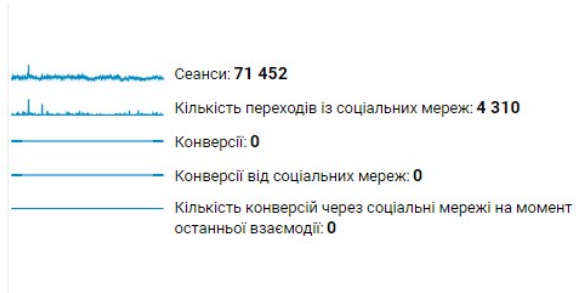 Сеанси: 71 452
Кількість переходів із соціальних мереж: 4 310
Конверсії: 0
Конверсії від соціальних мереж: 0
Кількість конверсій через соціальні мережі на момент
останньої взаємодії: 0